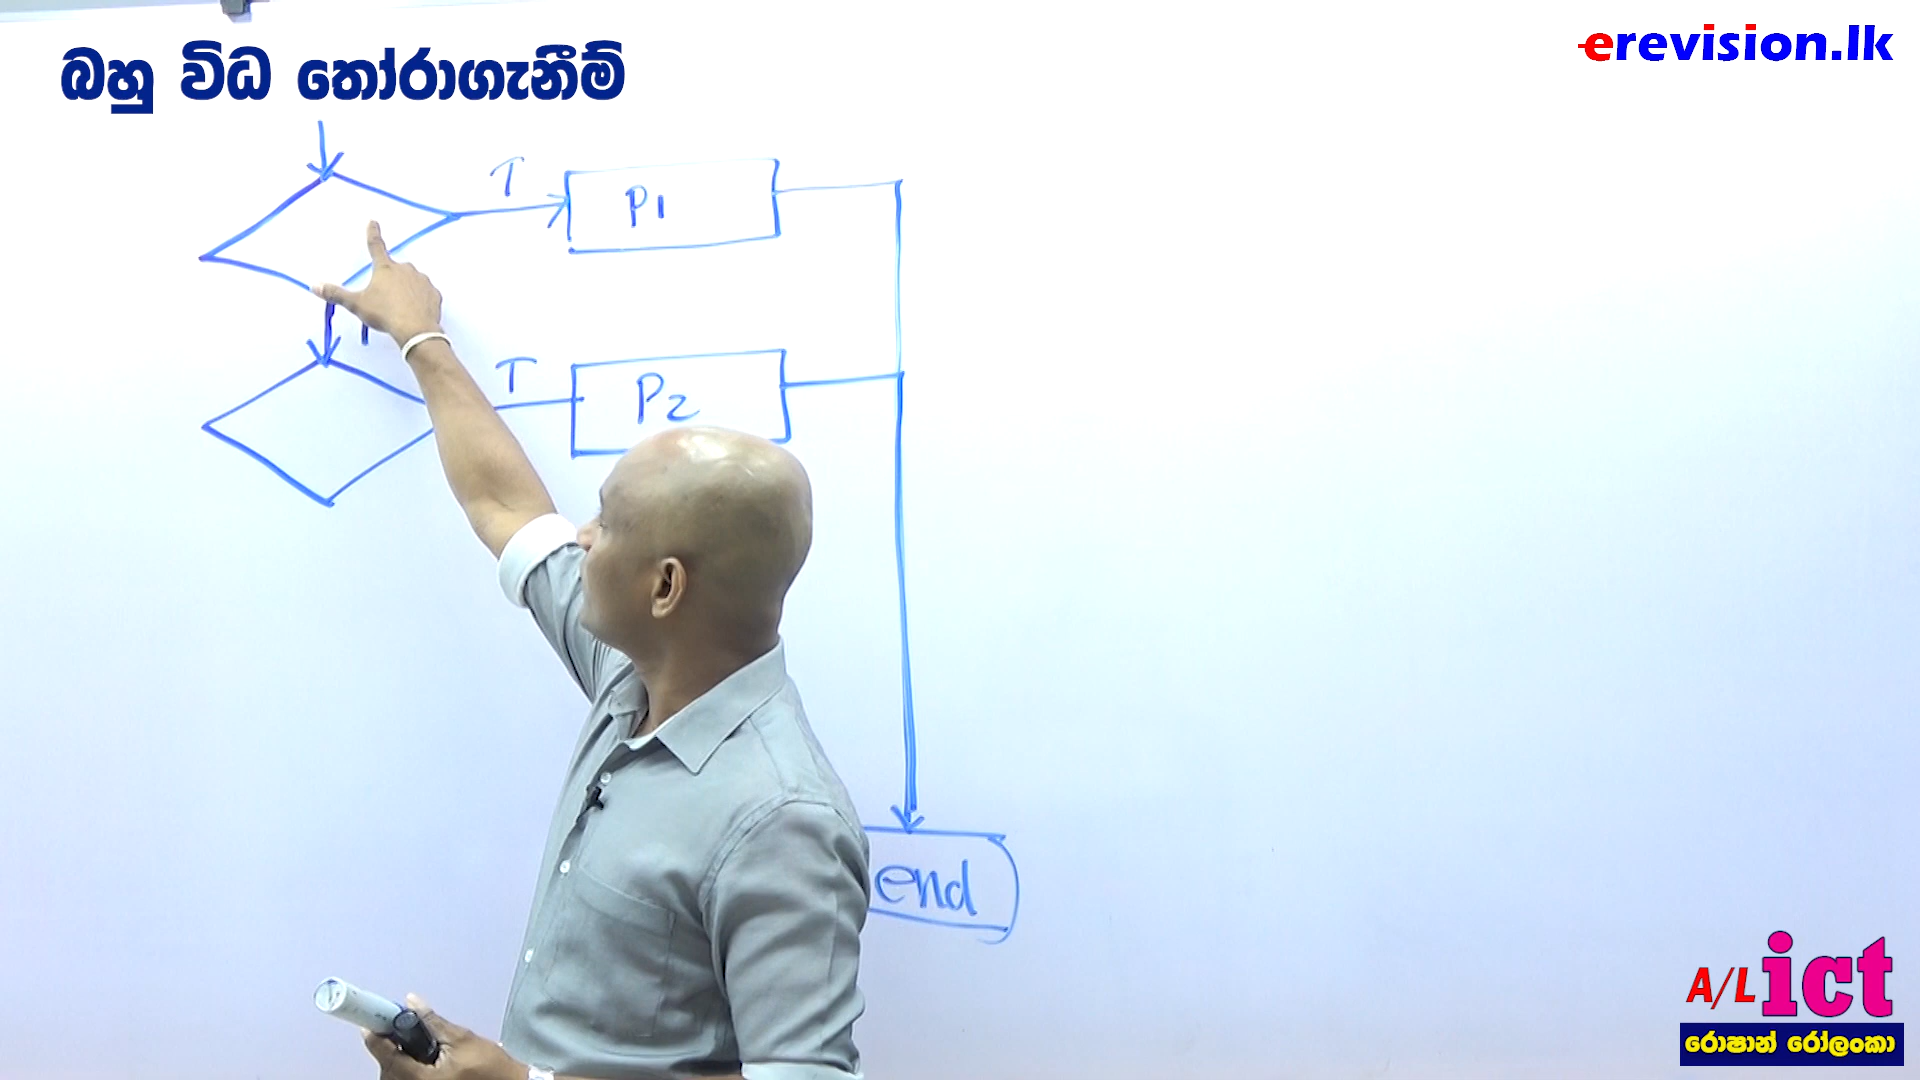 බහු විධ තෝරාගැනීම්
erevision.lk
T
P1
T
P2
end
A/L ict
රොෂාන් රෝලංකා